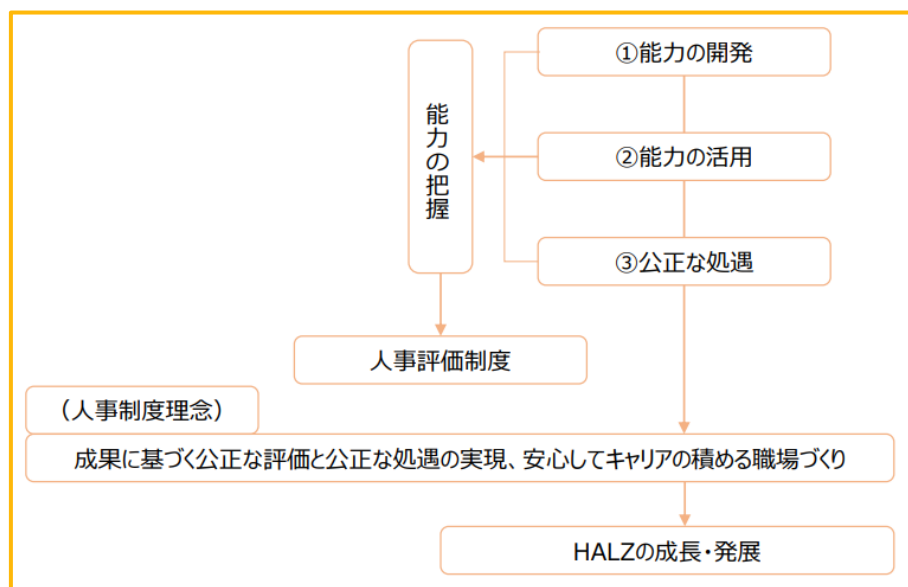 ①能力の開発
能力の把握
②能力の活用
③公正な処遇
人事評価制度
（人事制度理念）
成果に基づく公正な評価と公正な処遇の実現、安心してキャリアの積める職場づくり
HALZの成長・発展